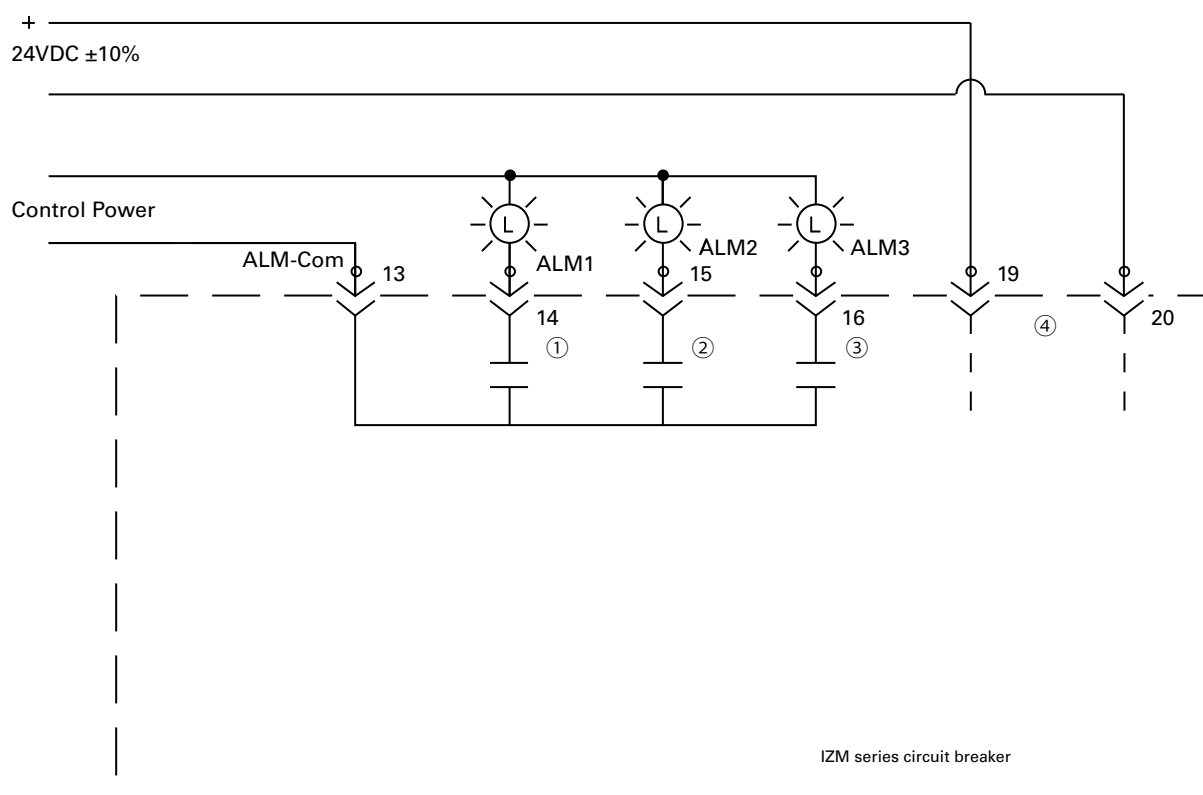 +
24VDC ±10%
Control Power
L
L
L
ALM-Com
13
ALM1
14
①
ALM2
15
②
ALM3
16
③
19
④
20
IZM series circuit breaker